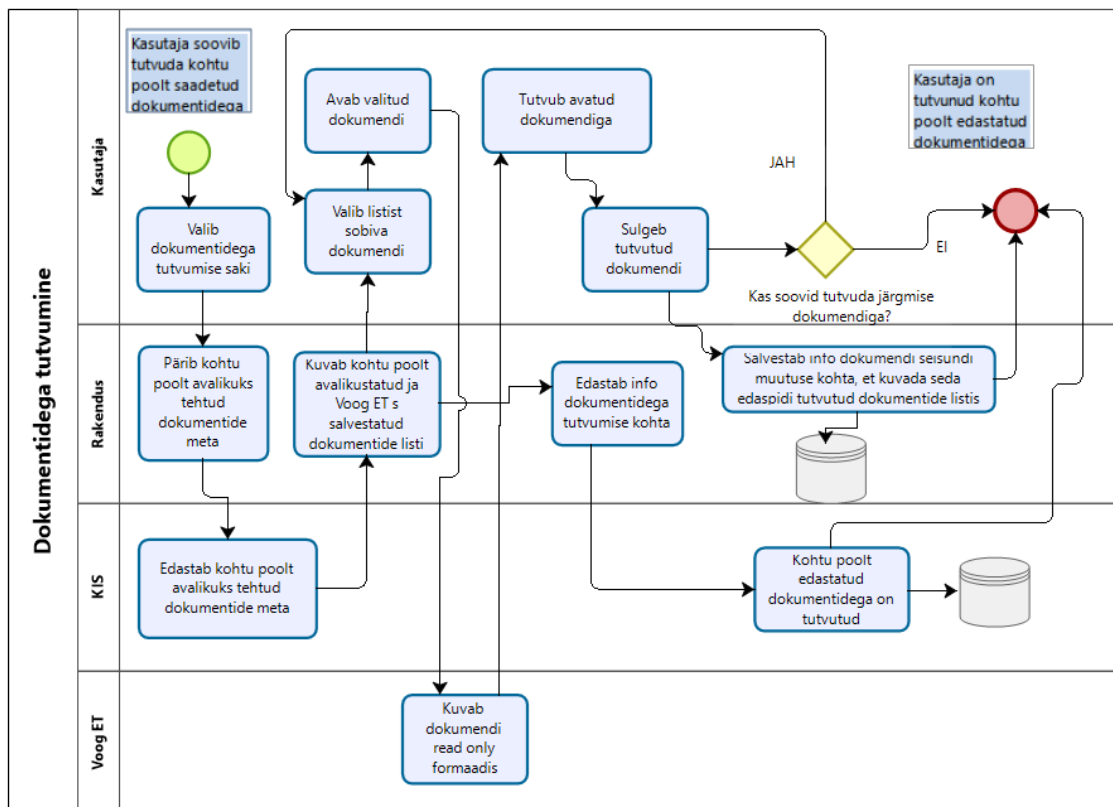 Dokumentidega tutvumine
Kasutaja
Kasutaja soovib
tutvuda kohtu
poolt saadetud
dokumentidega
Avab valitud
dokumendi
Tutvub avatud
dokumendiga
Kasutaja on
tutvunud kohtu
poolt edastatud
dokumentidega
JAH
Valib
dokumentidega
tutvumise saki
Valib listist
sobiva
dokumendi
Sulgeb
tutvutud
dokumendi
EI
Kas soovid tutvuda järgmise
dokumendiga?
Rakendus
Pärib kohtu
poolt avalikuks
tehtud
dokumentide
meta
Kuvab kohtu poolt
avalikustatud ja
Voog ET s
salvestatud
dokumentide listi
Edastab info
dokumentidega
tutvumise kohta
Salvestab info dokumendi seisundi
muutuse kohta, et kuvada seda
edaspidi tutvutud dokumentide listis
KIS
Edastab kohtu poolt
avalikuks tehtud
dokumentide meta
Kohtu poolt
edastatud
dokumentidega on
tutvutud
Voog ET
Kuvab
dokumendi
read only
formaadis